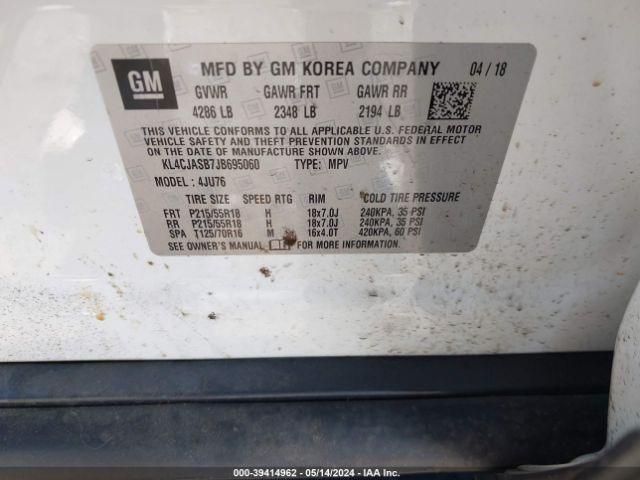 GM
MFD BY GM KOREA COMPANY 04 / 18
GVWR GAWR FRT GAWR RR
4286 LB 2348 LB 2194 LB
THIS VEHICLE CONFORMS TO ALL APPLICABLE U.S. FEDERAL MOTOR
VEHICLE SAFETY, BUMPER, AND THEFT PREVENTION STANDARDS IN EFFECT
ON THE DATE OF MANUFACTURE SHOWN ABOVE.
KL4CJASB7JB695060 TYPE: MPV
MODEL: 4JU76
TIRE SIZE SPEED RTG RIM COLD TIRE PRESSURE
FRT P215/55R18 H 18x7.0J 240KPA, 35 PSI
RR P215/55R18 H 18x7.0J 240KPA, 35 PSI
SPA T125/70R16 M 16x4.0T 420KPA, 60 PSI
SEE OWNER'S MANUAL FOR MORE INFORMATION.
000-39414962 - 05/14/2024 - IAA Inc.